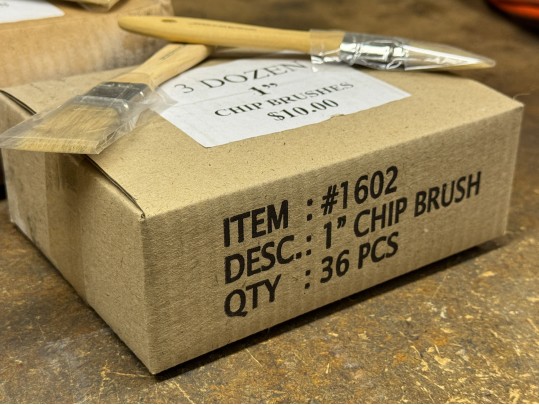 3 DOZEN
1”
CHIP BRUSHES
$10.00
ITEM : #1602
DESC.: 1” CHIP BRUSH
QTY : 36 PCS